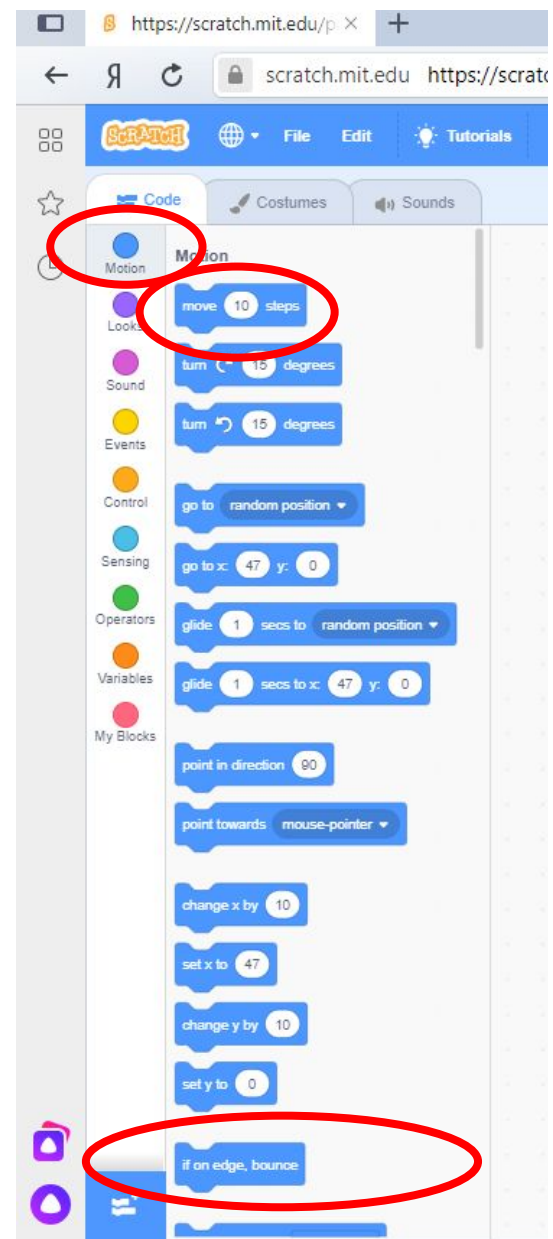 https://scratch.mit.edu/p
Я scratch.mit.edu https://scrat
SCRATCH File Edit Tutorials
Code Costumes Sounds
Motion
Motion
move 10 steps
Looks
turn 15 degrees
Sound
turn 15 degrees
Events
Control
go to random position
Sensing
go to x: 47 y: 0
Operators
glide 1 secs to random position
Variables
glide 1 secs to x: 47 y: 0
My Blocks
point in direction 90
point towards mouse-pointer
change x by 10
set x to 47
change y by 10
set y to 0
if on edge, bounce